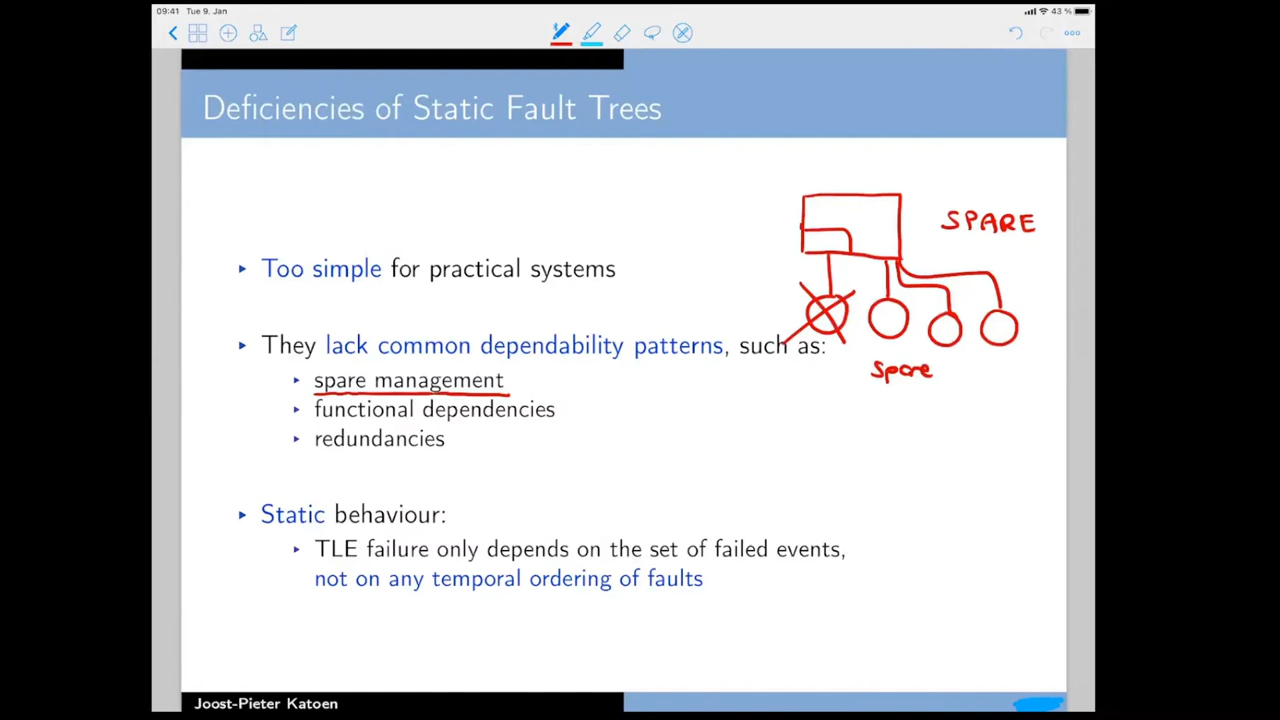 09:41 Tue 9. Jan 43 %
Deficiencies of Static Fault Trees
SPARE
▸ Too simple for practical systems
▸ They lack common dependability patterns, such as:
Spare
▸ spare management
▸ functional dependencies
▸ redundancies
▸ Static behaviour:
▸ TLE failure only depends on the set of failed events,
not on any temporal ordering of faults
Joost-Pieter Katoen